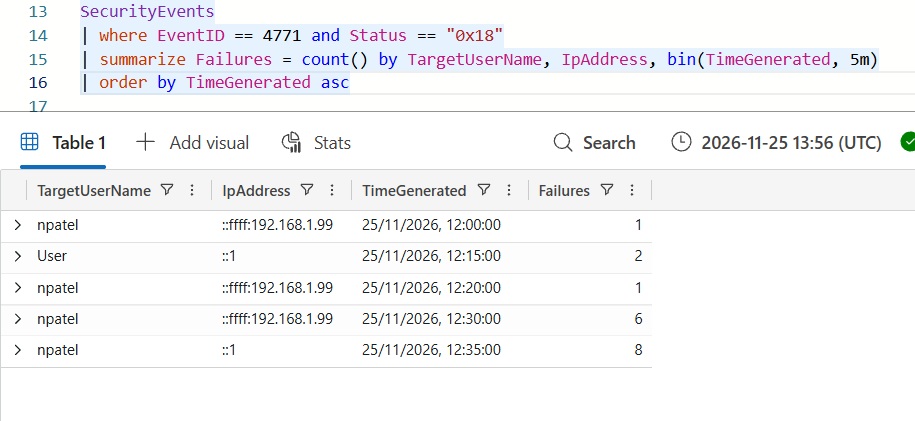 13 SecurityEvents
14 | where EventID == 4771 and Status == "0x18"
15 | summarize Failures = count() by TargetUserName, IpAddress, bin(TimeGenerated, 5m)
16 | order by TimeGenerated asc
17
Table 1 Add visual Stats Search 2026-11-25 13:56 (UTC)
TargetUserName IpAddress TimeGenerated Failures
npatel ::ffff:192.168.1.99 25/11/2026, 12:00:00 1
User ::1 25/11/2026, 12:15:00 2
npatel ::ffff:192.168.1.99 25/11/2026, 12:20:00 1
npatel ::ffff:192.168.1.99 25/11/2026, 12:30:00 6
npatel ::1 25/11/2026, 12:35:00 8